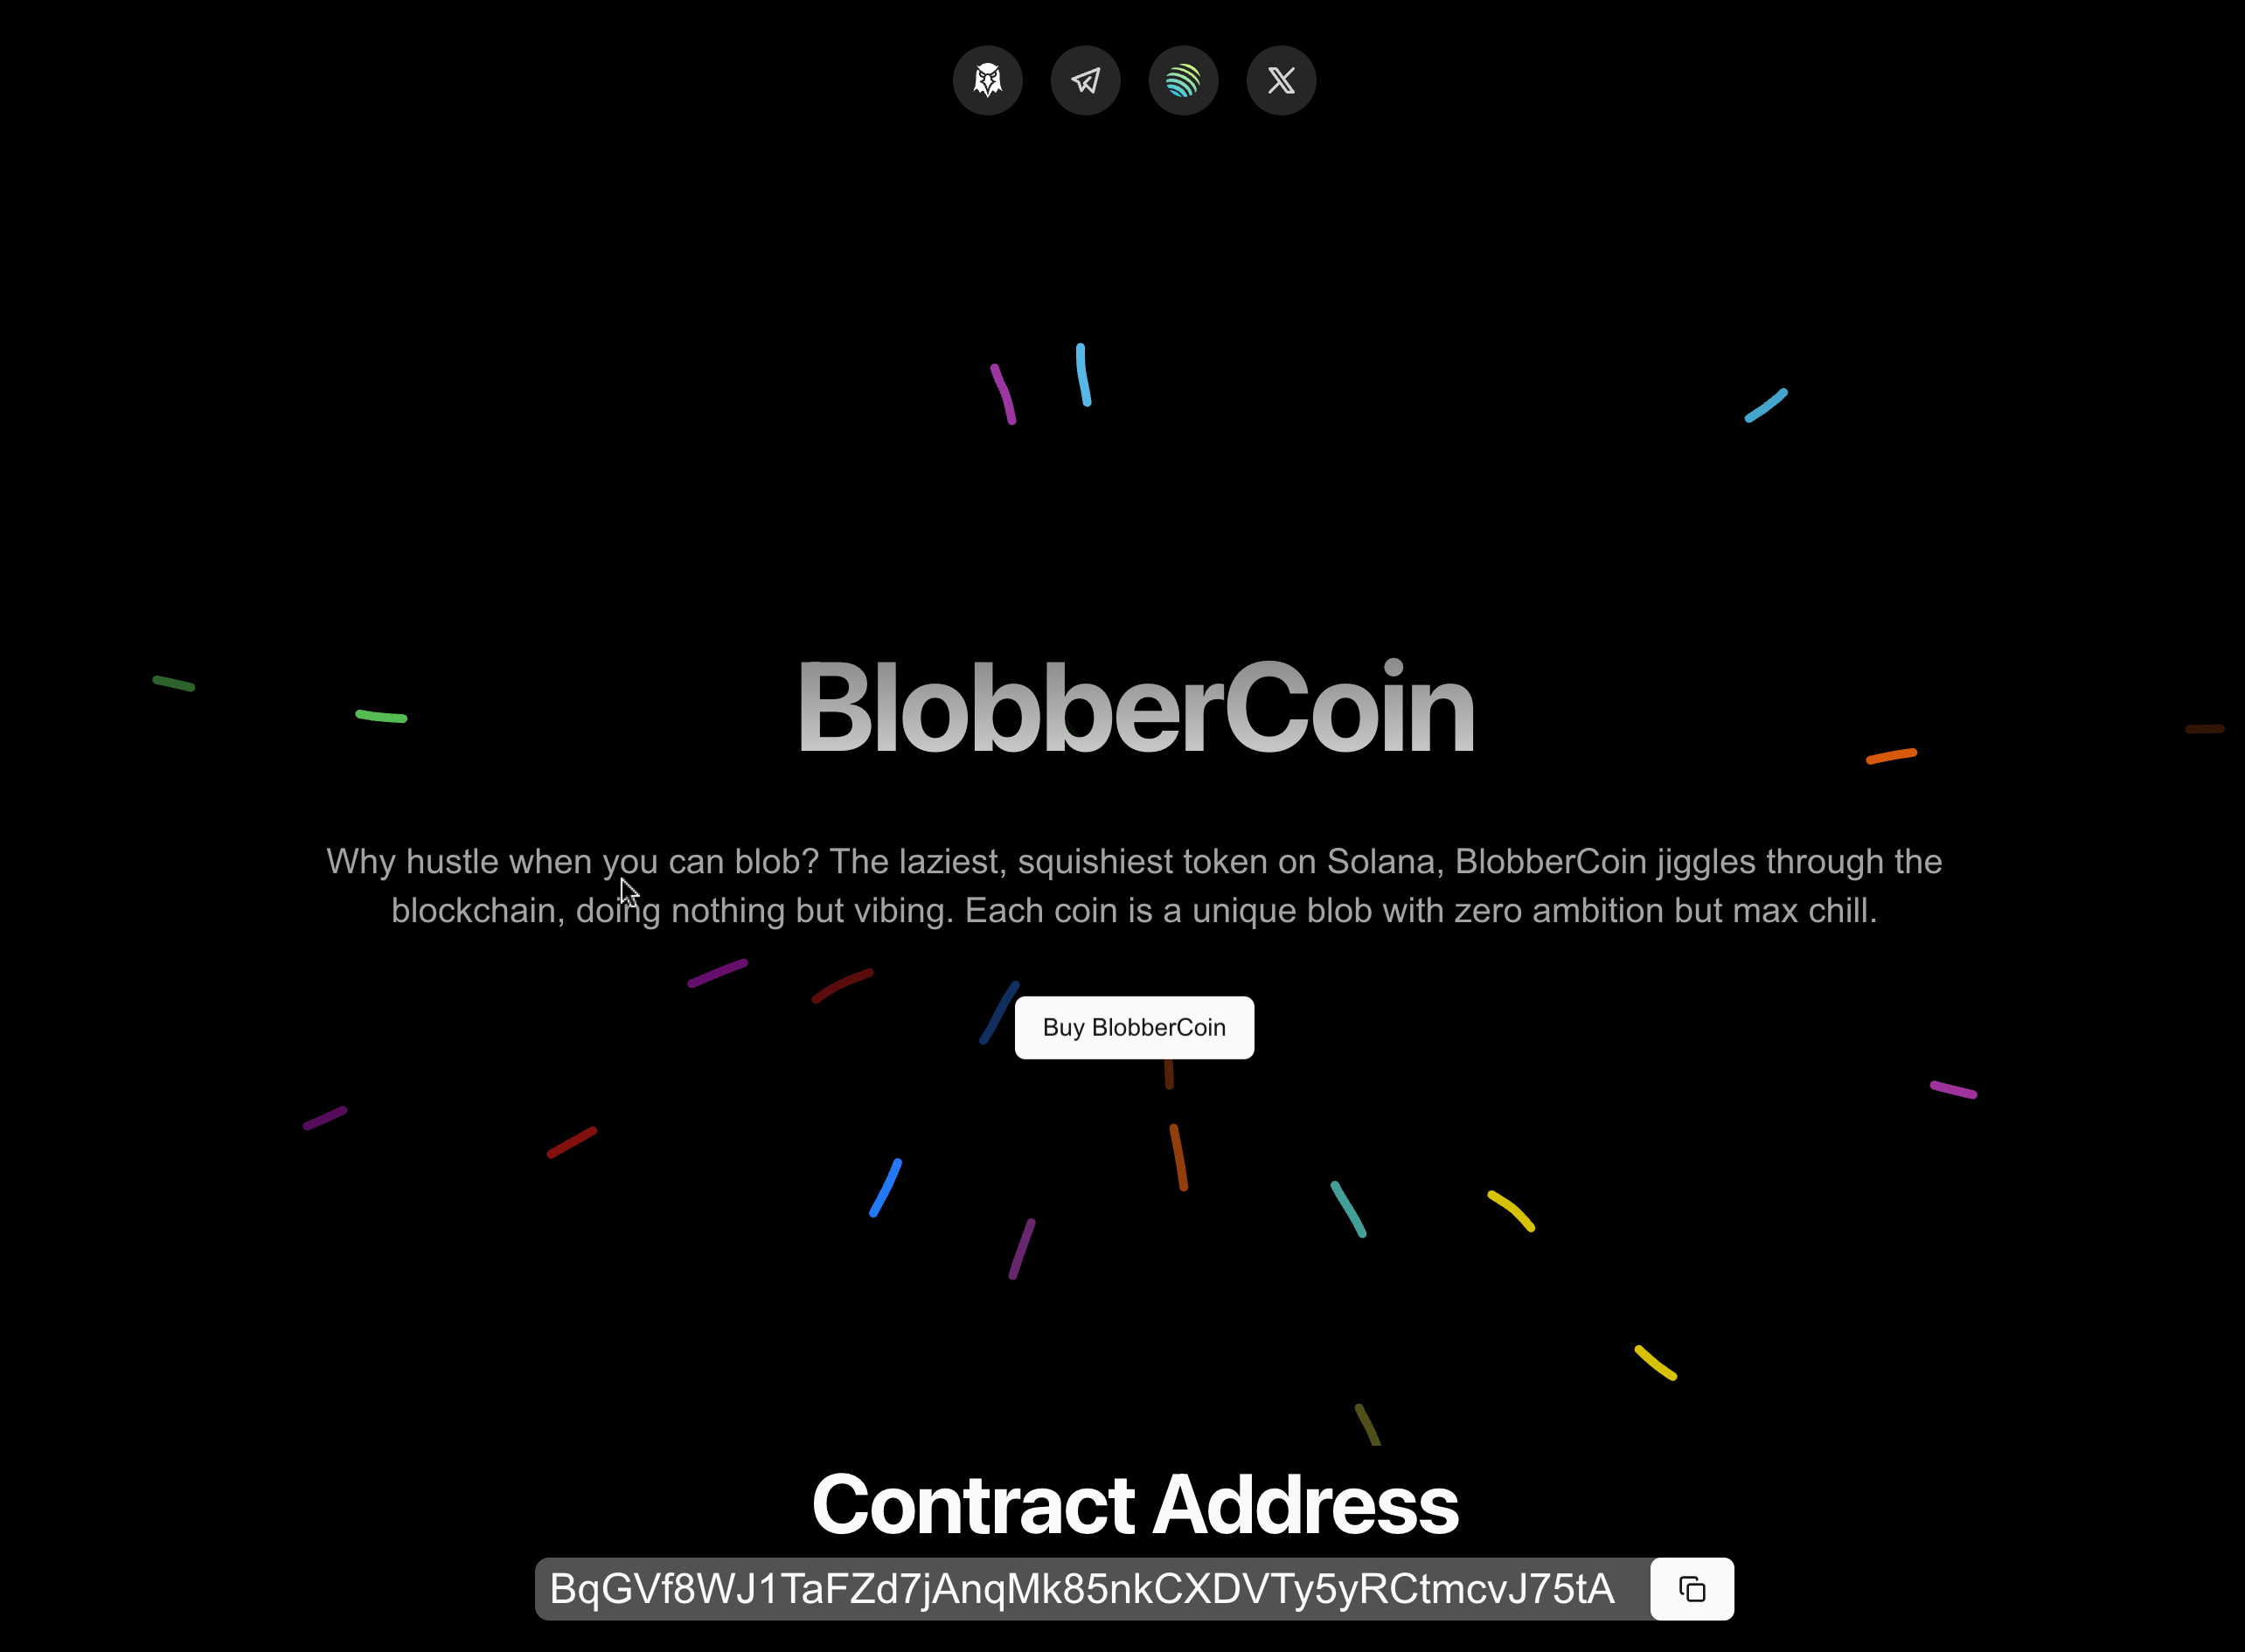 BlobberCoin
Why hustle when you can blob? The laziest, squishiest token on Solana, BlobberCoin jiggles through the
blockchain, doing nothing but vibing. Each coin is a unique blob with zero ambition but max chill.
Buy BlobberCoin
Contract Address
BqGVf8WJ1TaFZd7jAnqMk85nkCXDVTy5yRCtmcvJ75tA